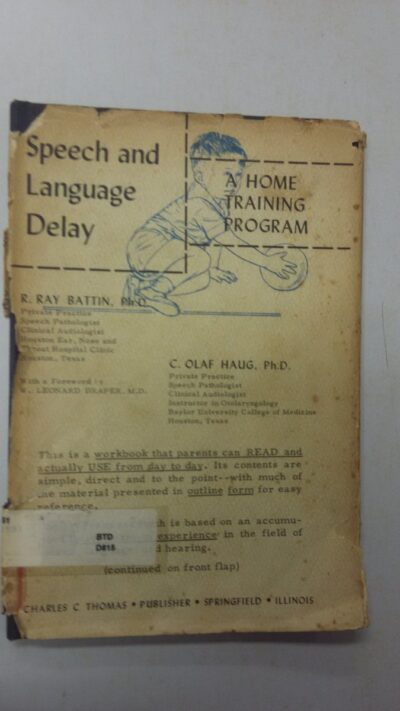 Speech and
Language
Delay
A HOME
TRAINING
PROGRAM
R. RAY BATTIN, Ph.D.
Private Practice
Speech Pathologist
Clinical Audiologist
Houston Ear, Nose and
Throat Hospital Clinic
Houston, Texas
With a Foreword by
W. LEONARD DRAPER, M.D.
C. OLAF HAUG, Ph.D.
Private Practice
Speech Pathologist
Clinical Audiologist
Instructor in Otolaryngology
Baylor University College of Medicine
Houston, Texas
This is a workbook that parents can READ and
actually USE from day to day. Its contents are
simple, direct and to the point--with much of
the material presented in outline form for easy
reference.
is based on an accumu-
experience in the field of
hearing.
(continued on front flap)
BTD
D815
CHARLES C THOMAS • PUBLISHER • SPRINGFIELD • ILLINOIS